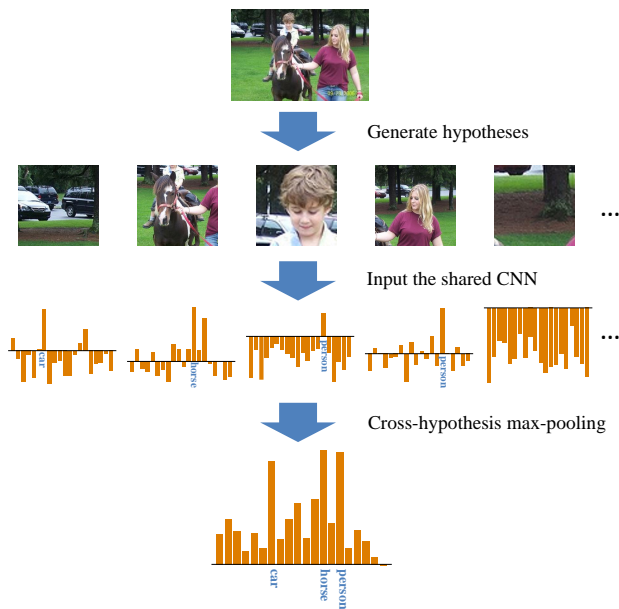 Generate hypotheses
...
Input the shared CNN
car
horse
person
person
...
Cross-hypothesis max-pooling
car
horse
person